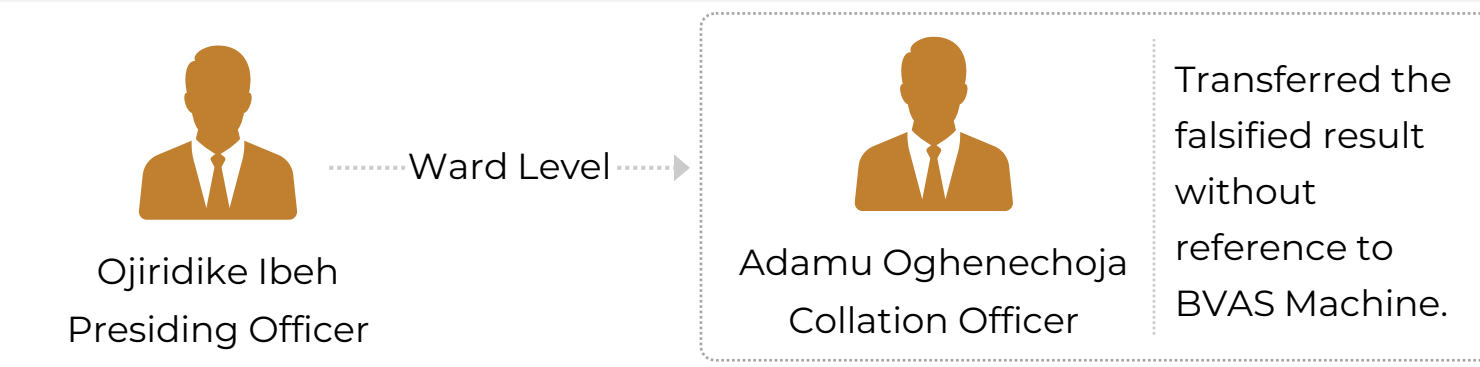 Ojiridike Ibeh
Presiding Officer
Ward Level
Adamu Oghenechoja
Collation Officer
Transferred the
falsified result
without
reference to
BVAS Machine.